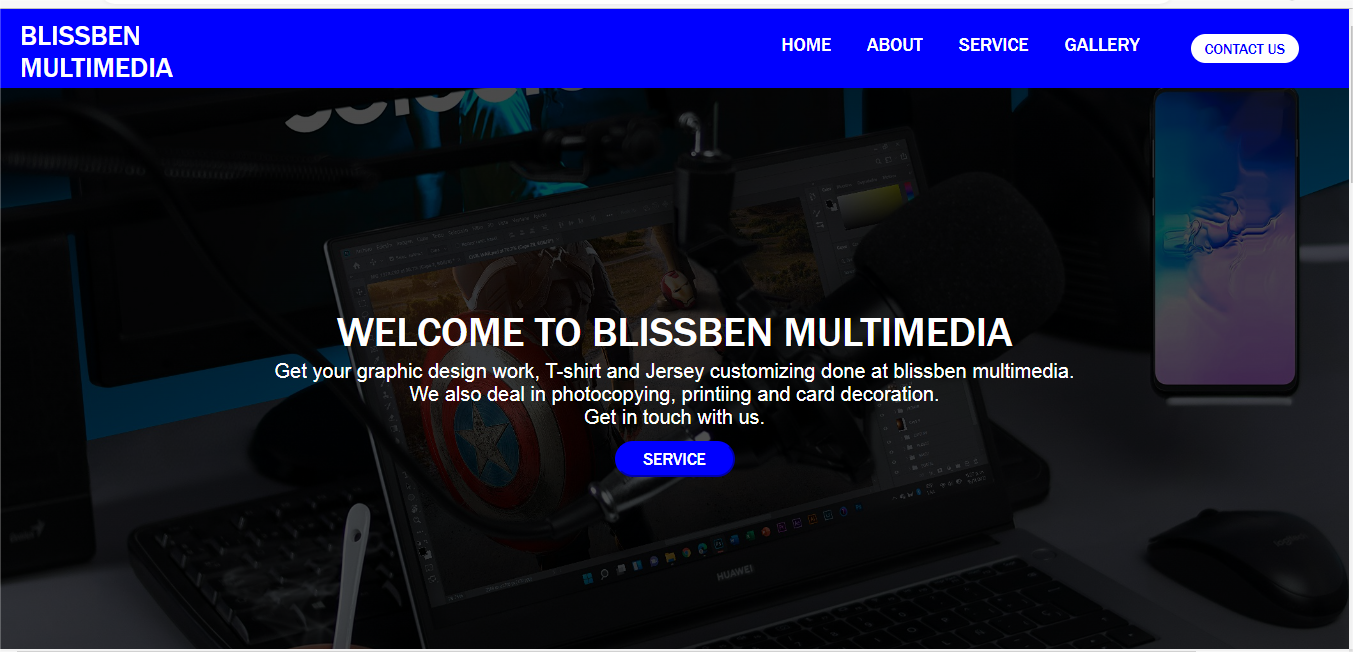 BLISSBEN
MULTIMEDIA
HOME ABOUT SERVICE GALLERY CONTACT US
WELCOME TO BLISSBEN MULTIMEDIA
Get your graphic design work, T-shirt and Jersey customizing done at blissben multimedia.
We also deal in photocopying, printiing and card decoration.
Get in touch with us.
SERVICE
HUAWEI